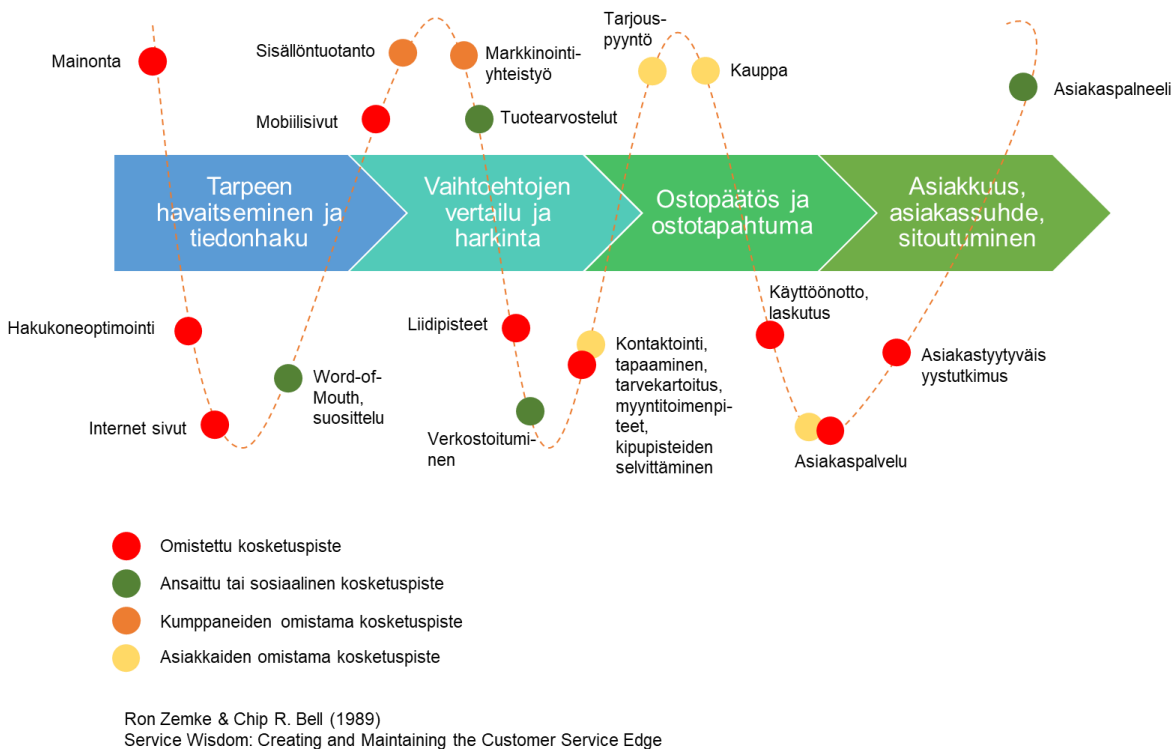 Mainonta
Sisällöntuotanto
Mobiilisivut
Markkinointi-
yhteistyö
Tuotearvostelut
Tarjous-
pyyntö
Kauppa
Asiakaspalneeli
Tarpeen
havaitseminen ja
tiedonhaku
Vaihtoehtojen
vertailu ja
harkinta
Ostopäätös ja
ostotapahtuma
Asiakkuus,
asiakassuhde,
sitoutuminen
Hakukoneoptimointi
Internet sivut
Word-of-
Mouth,
suosittelu
Liidipisteet
Verkostoitumi-
nen
Kontaktointi,
tapaaminen,
tarvekartoitus,
myyntitoimenpi-
teet,
kipupisteiden
selvittäminen
Käyttöönotto,
laskutus
Asiakaspalvelu
Asiakastyytyväis
yystutkimus
Omistettu kosketuspiste
Ansaittu tai sosiaalinen kosketuspiste
Kumppaneiden omistama kosketuspiste
Asiakkaiden omistama kosketuspiste
Ron Zemke & Chip R. Bell (1989)
Service Wisdom: Creating and Maintaining the Customer Service Edge